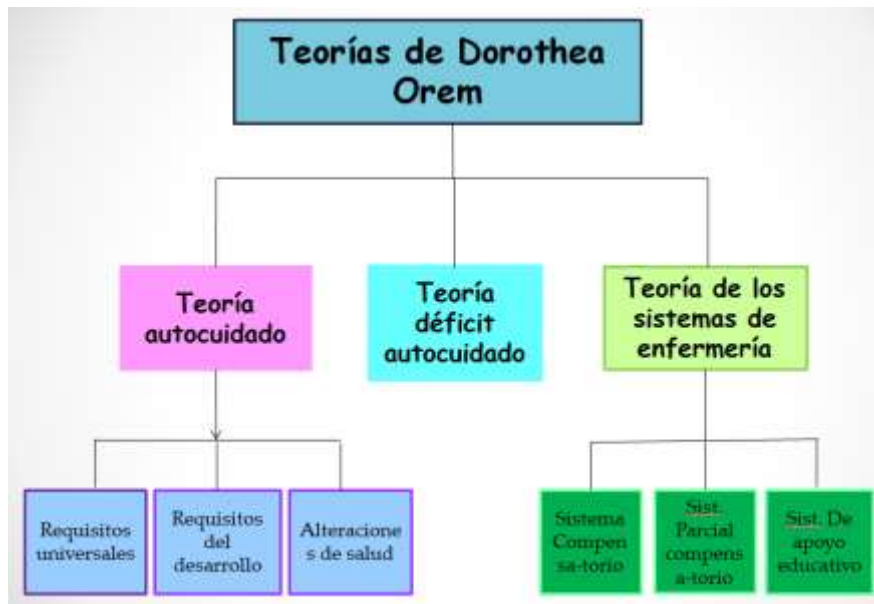 Teorías de Dorothea
Orem
Teoría
autocuidado
Teoría
déficit
autocuidado
Teoría de los
sistemas de
enfermería
Requisitos
universales
Requisitos
del
desarrollo
Alteracione
s de salud
Sistema
Compen
sa-torio
Sist.
Parcial
compens
a-torio
Sist. De
apoyo
educativo